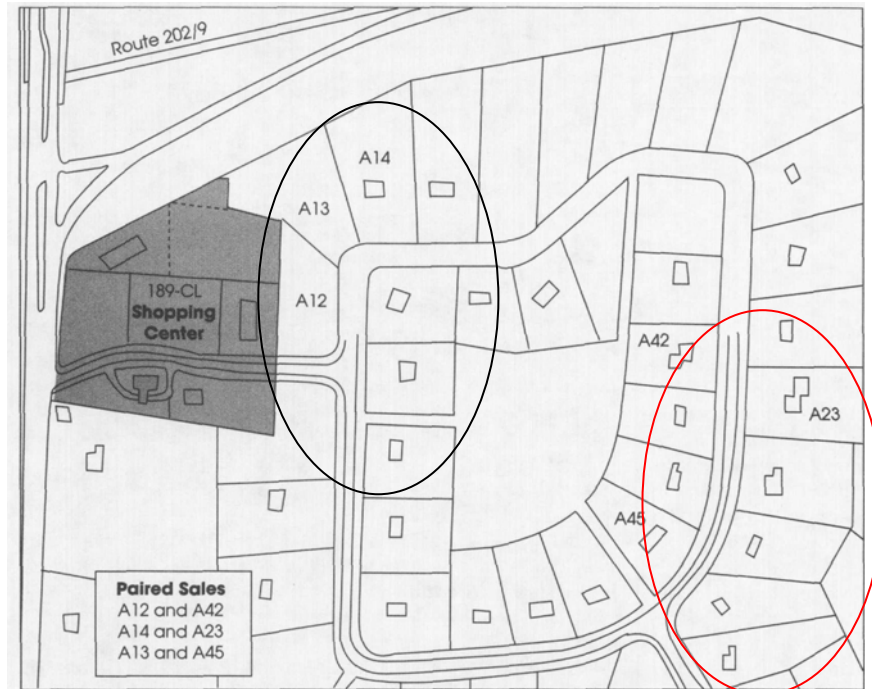 Route 202/9
A14
A13
A12
189-CL
Shopping
Center
A42
A23
A45
Paired Sales
A12 and A42
A14 and A23
A13 and A45